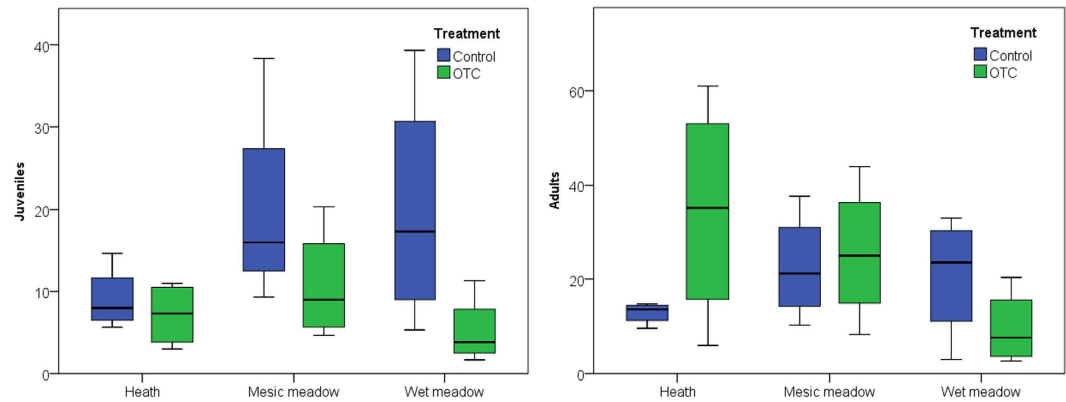 Treatment
Control
OTC
40
30
20
10
0
Juveniles
Heath
Mesic meadow
Wet meadow
Treatment
Control
OTC
60
40
20
0
Adults
Heath
Mesic meadow
Wet meadow